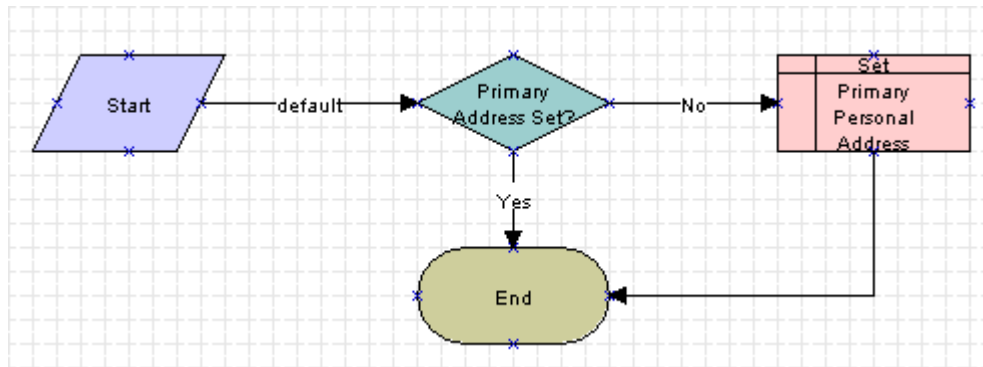 Start
default
Primary
Address Set?
No
Set
Primary
Personal
Address
Yes
End